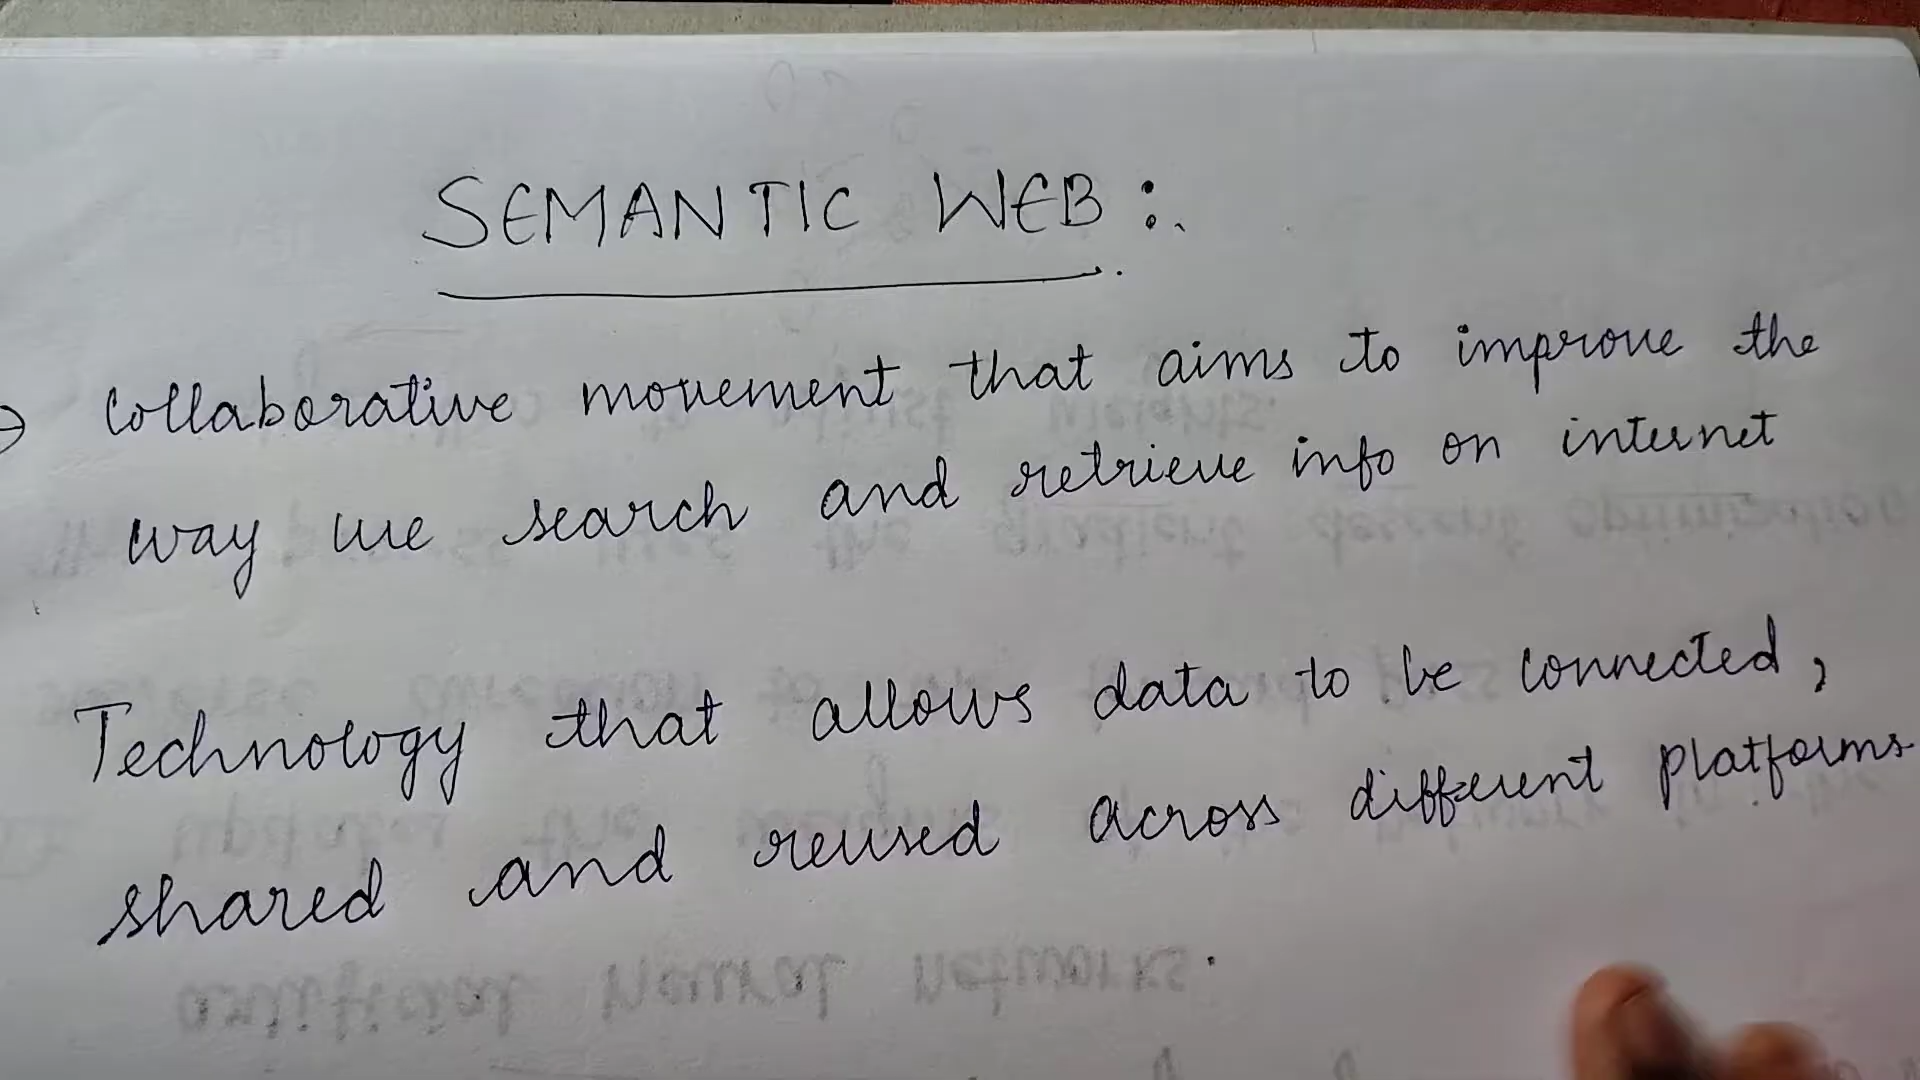 SEMANTIC WEB :
→ Collaborative movement that aims to improve the
way we search and retrieve info on internet
Technology that allows data to be connected,
shared and reused across different platforms